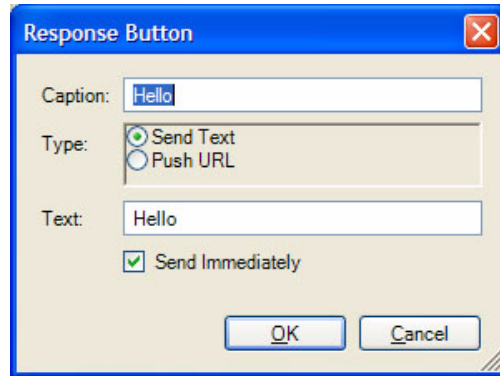 Response Button
Caption: Hello
Type: Send Text
Push URL
Text: Hello
Send Immediately
OK Cancel